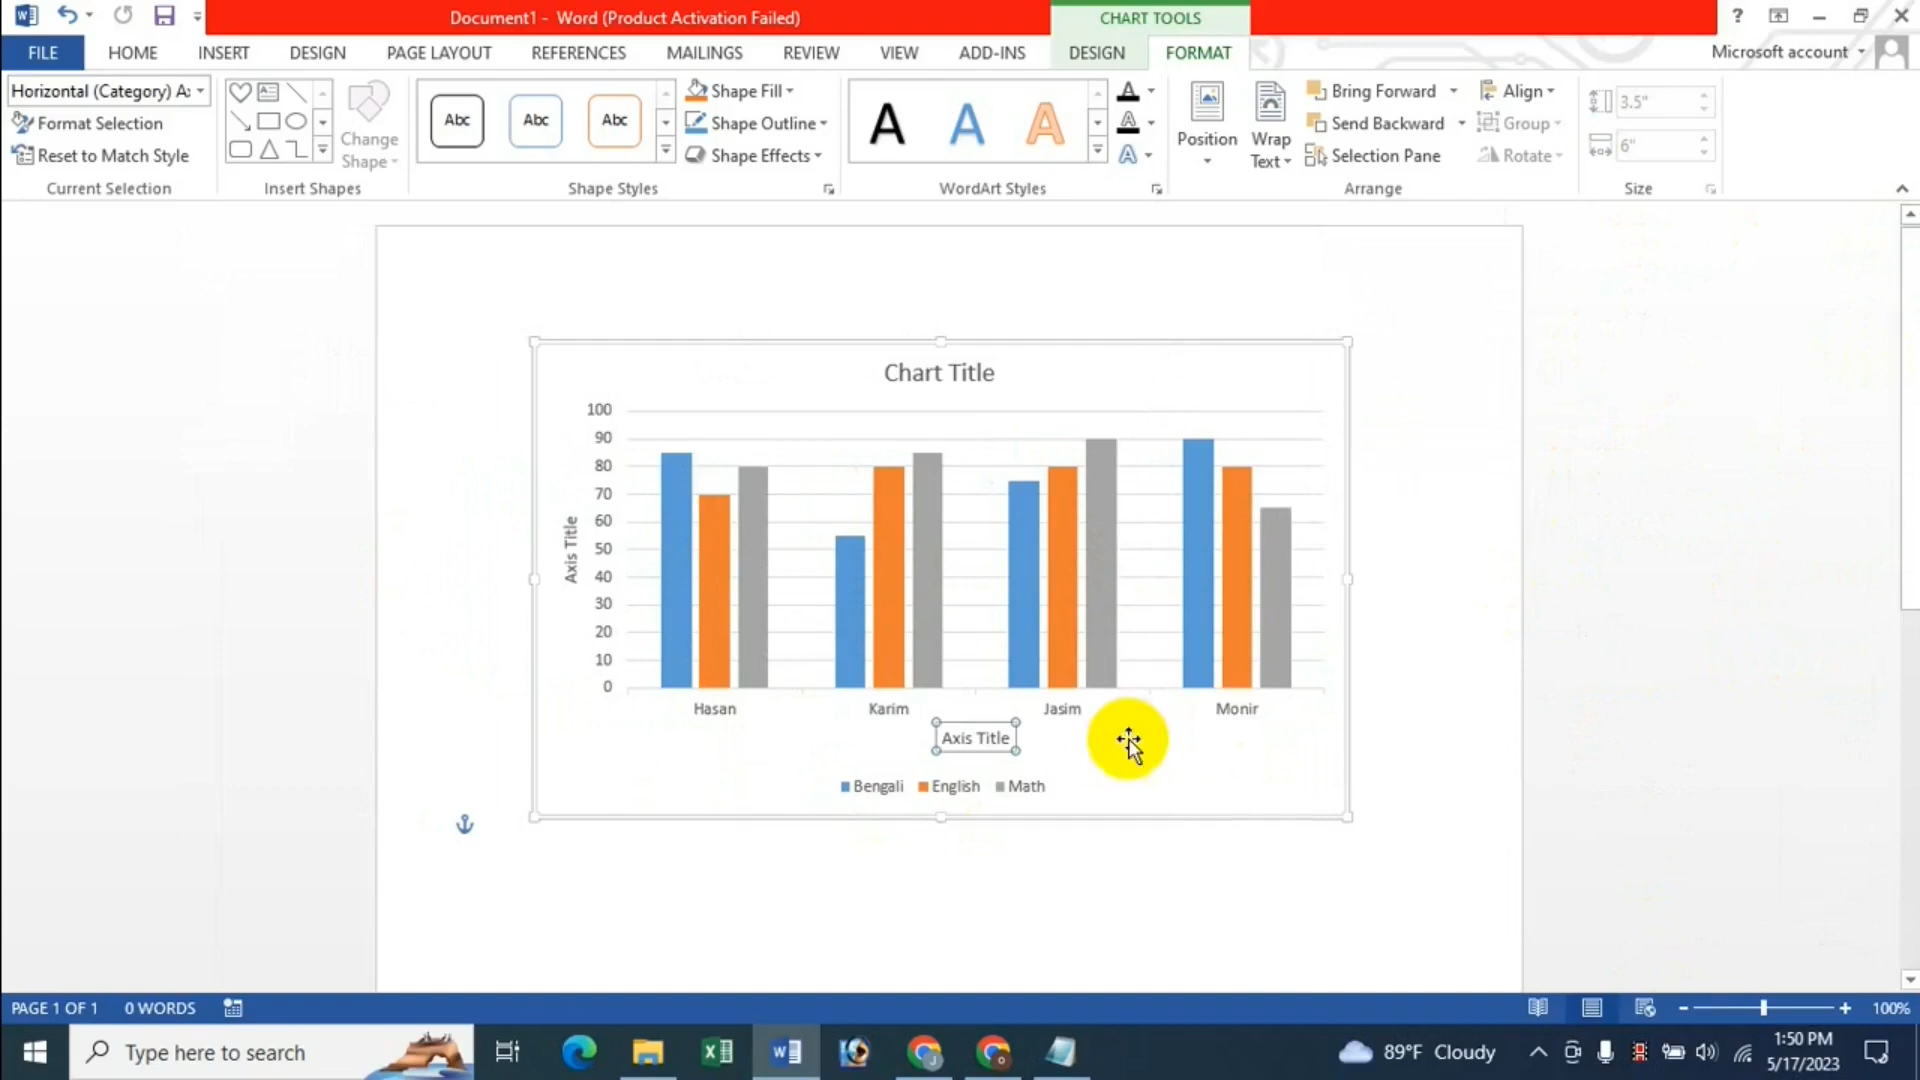 Document1 - Word (Product Activation Failed)
CHART TOOLS
?
FILE
HOME
INSERT
DESIGN
PAGE LAYOUT
REFERENCES
MAILINGS
REVIEW
VIEW
ADD-INS
DESIGN
FORMAT
Microsoft account
Horizontal (Category) A
Format Selection
Reset to Match Style
Current Selection
Change
Shape
Insert Shapes
Abc
Abc
Abc
Shape Fill
Shape Outline
Shape Effects
Shape Styles
A
A
A
WordArt Styles
Position
Wrap
Text
Bring Forward
Send Backward
Selection Pane
Align
Group
Rotate
Arrange
3.5"
6"
Size
Chart Title
100
90
80
70
60
50
40
30
20
10
0
Axis Title
Hasan
Karim
Jasim
Monir
Axis Title
Bengali
English
Math
PAGE 1 OF 1
0 WORDS
100%
Type here to search
89°F Cloudy
1:50 PM
5/17/2023